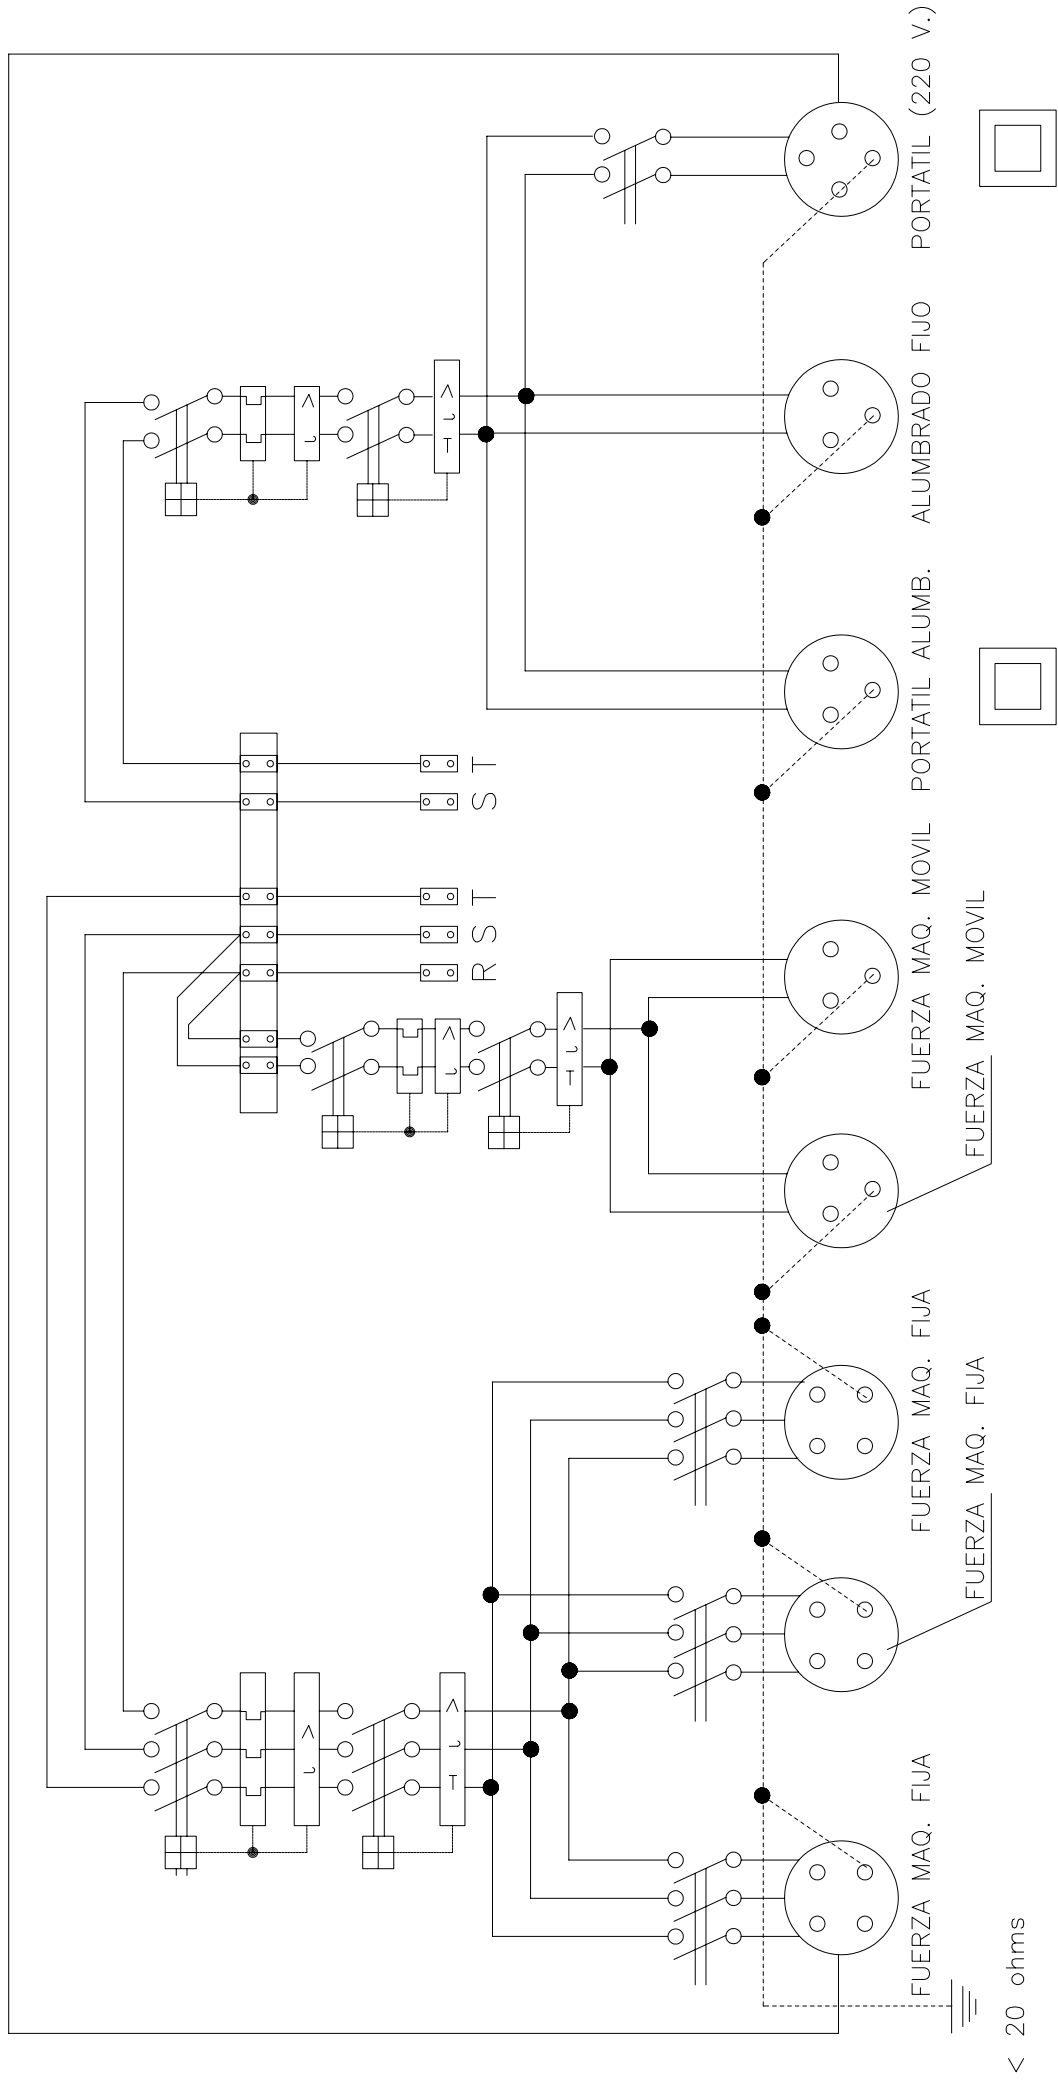 R S T S T
FUERZA MAQ. FIJA
FUERZA MAQ. FIJA
FUERZA MAQ. MOVIL
PORTATIL ALUMB.
ALUMBRADO FIJO
PORTATIL (220 V.)
FUERZA MAQ. FIJA
FUERZA MAQ. MOVIL
< 20 ohms